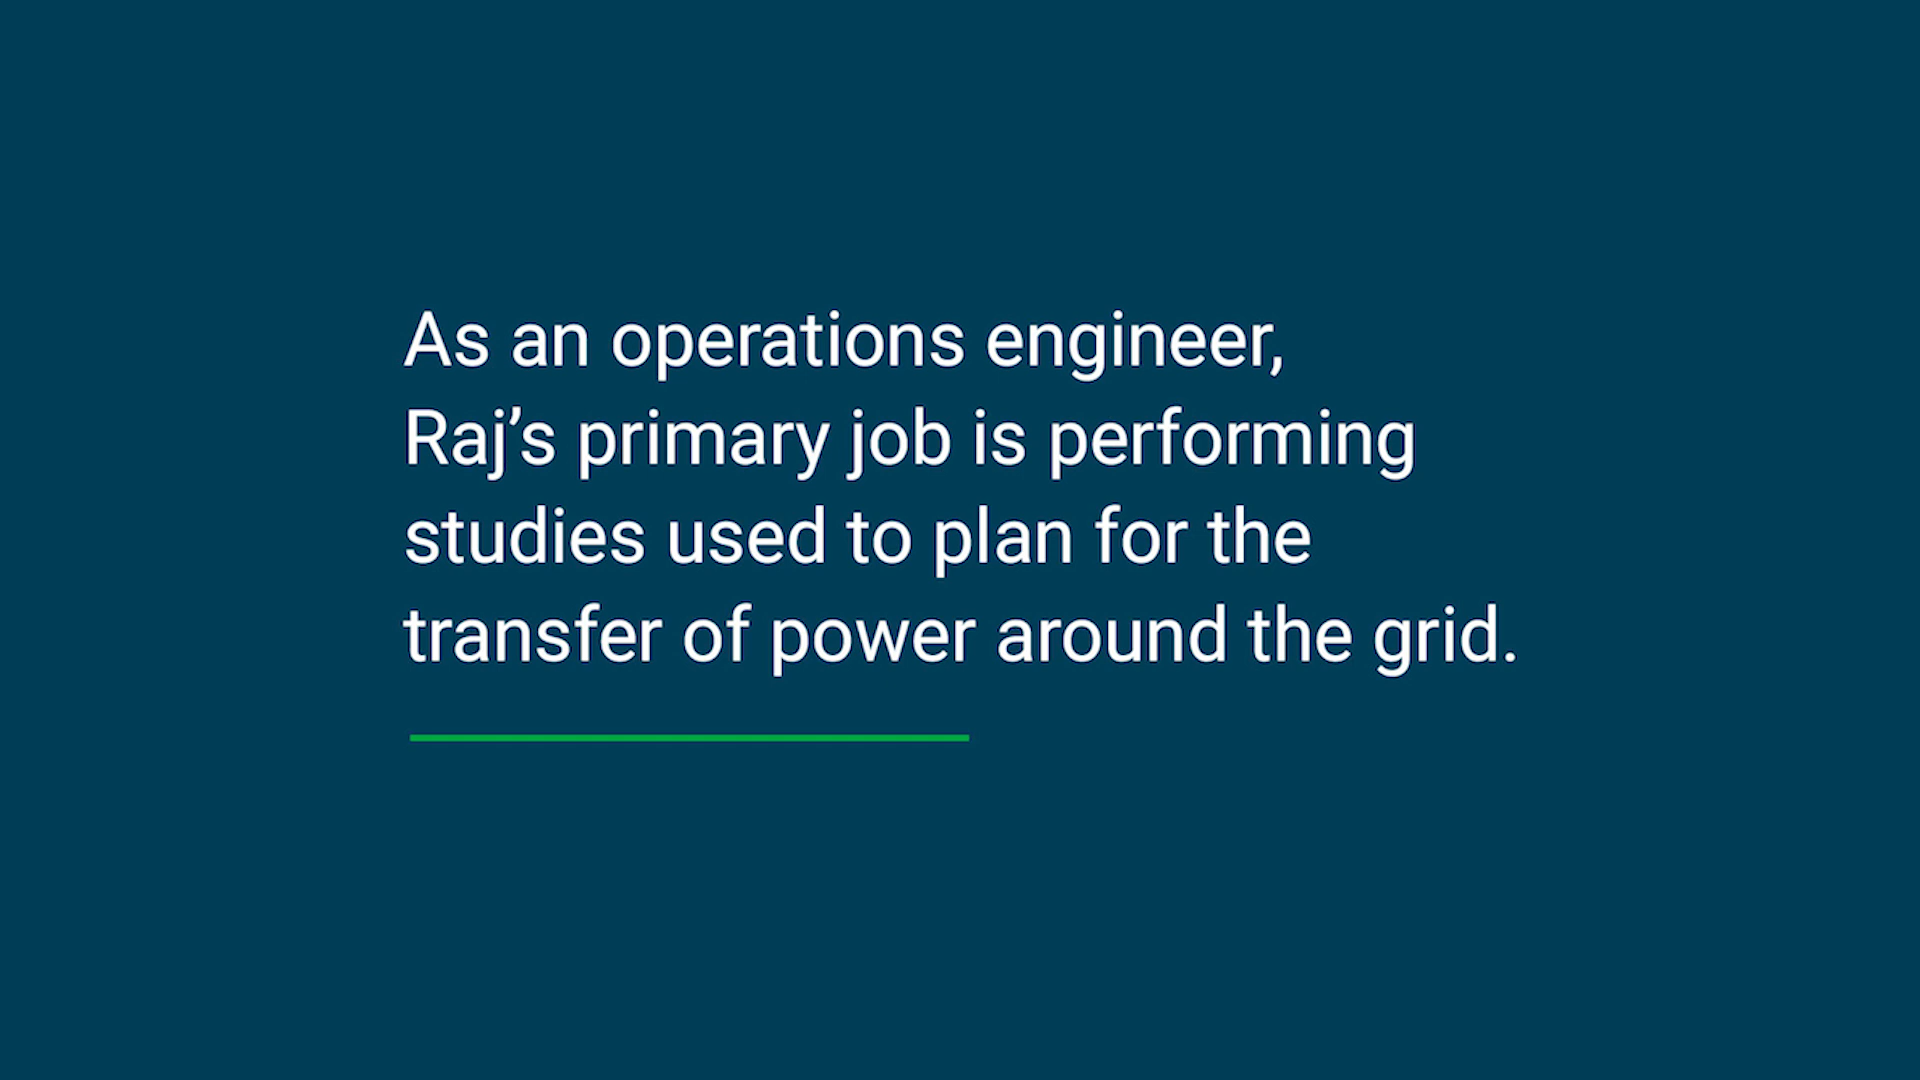 As an operations engineer,
Raj’s primary job is performing
studies used to plan for the
transfer of power around the grid.